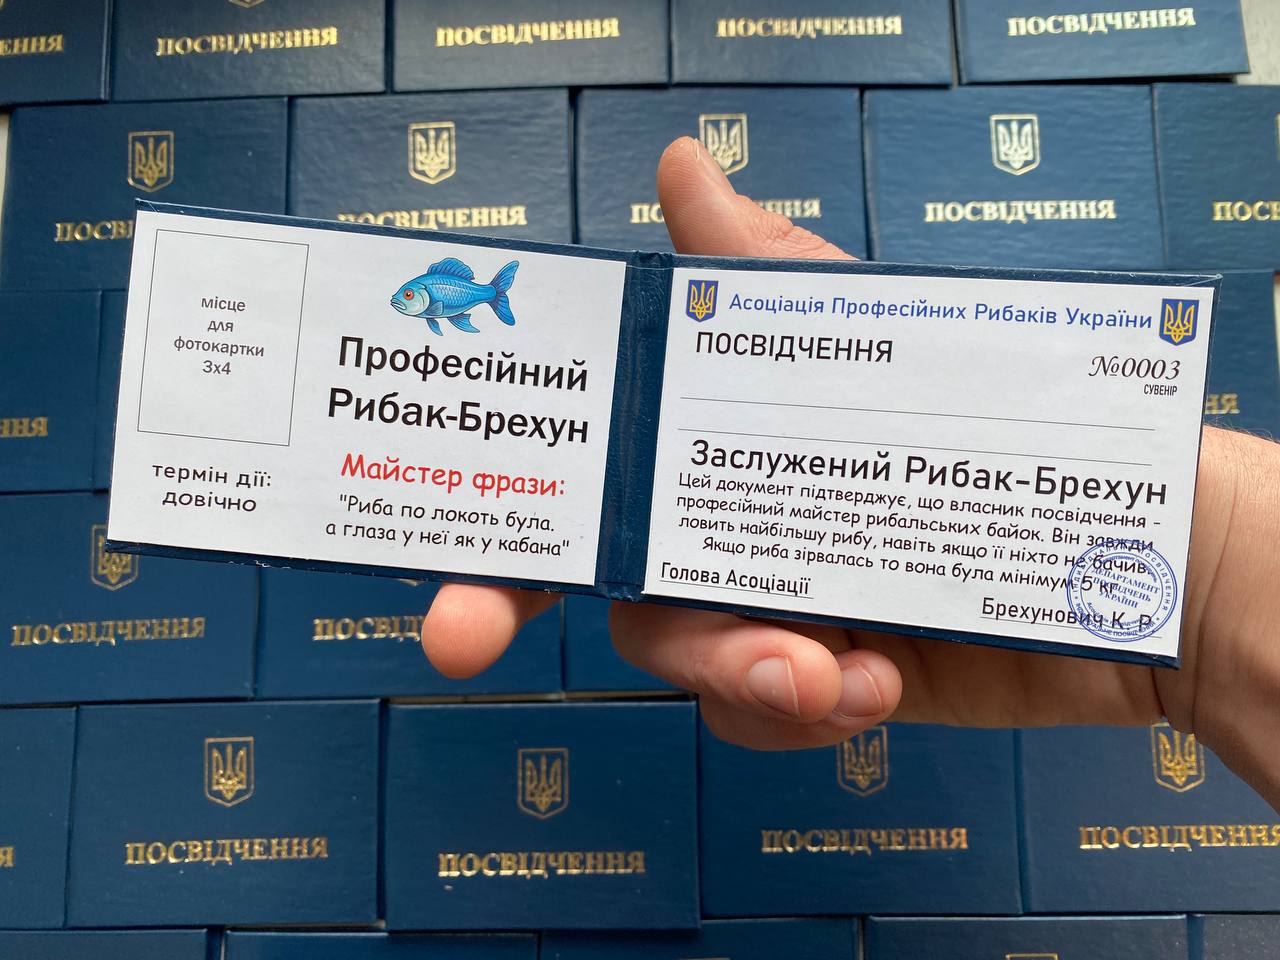 ПОСВІДЧЕННЯ
ПОСВІДЧЕННЯ
ПОСВІДЧЕННЯ
ПОСВІДЧЕННЯ
ПОСВІДЧЕННЯ
ПОСВІДЧЕННЯ
місце
для
фотокартки
3х4
термін дії:
довічно
Професійний
Рибак-Брехун
Майстер фрази:
"Риба по локоть була.
а глаза у неї як у кабана"
Асоціація Професійних Рибаків України
ПОСВІДЧЕННЯ
№0003
СУВЕНІР
Заслужений Рибак-Брехун
Цей документ підтверджує, що власник посвідчення -
професійний майстер рибальських байок. Він завжди
ловить найбільшу рибу, навіть якщо її ніхто не бачив.
Якщо риба зірвалась то вона була мінімум 5 кг
Голова Асоціації
Брехунович К. Р.
ДЕПАРТАМЕНТ
ПОСВІДЧЕНЬ
УКРАЇНИ
ПОСВІДЧЕННЯ
ПОСВІДЧЕННЯ
ПОСВІДЧЕННЯ
ПОСВІДЧЕННЯ
ПОСВІДЧЕННЯ